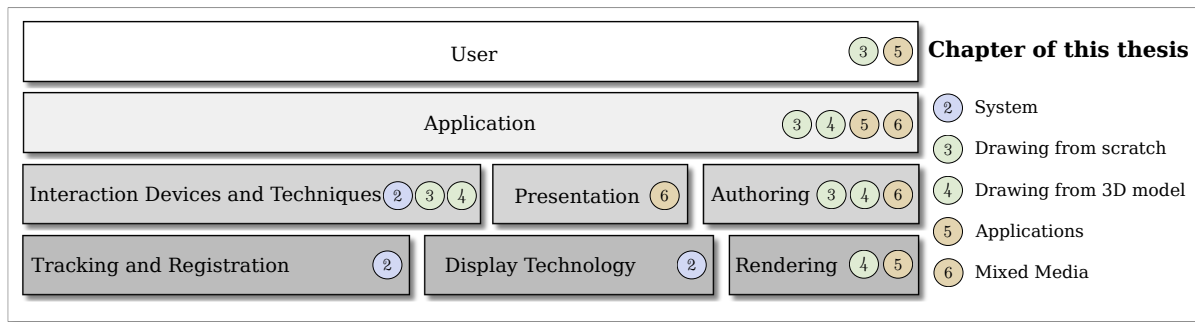 User 3 5
Application 3 4 5 6
Interaction Devices and Techniques 2 3 4
Presentation 6
Authoring 3 4 6
Tracking and Registration 2
Display Technology 2
Rendering 4 5
Chapter of this thesis
2 System
3 Drawing from scratch
4 Drawing from 3D model
5 Applications
6 Mixed Media